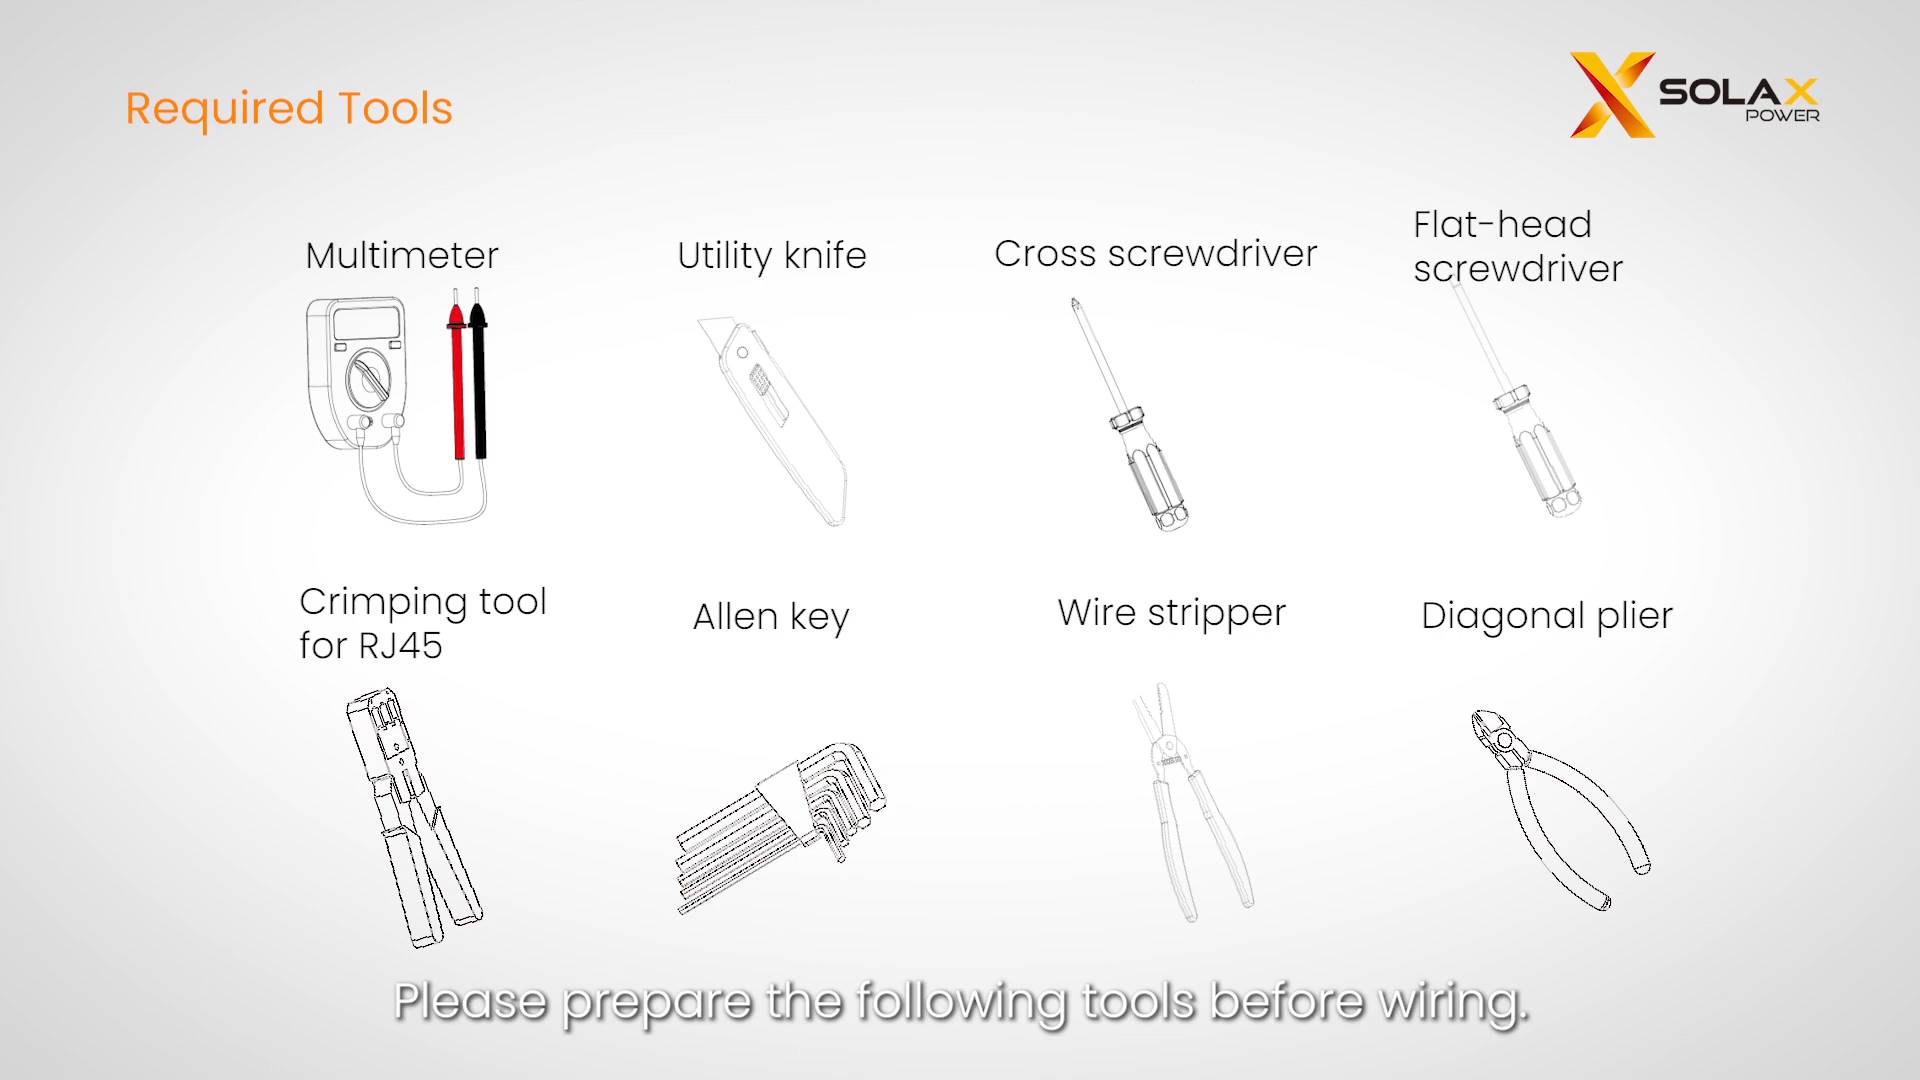 Required Tools
SOLAX
POWER
Multimeter
Utility knife
Cross screwdriver
Flat-head
screwdriver
Crimping tool
for RJ45
Allen key
Wire stripper
Diagonal plier
Please prepare the following tools before wiring.